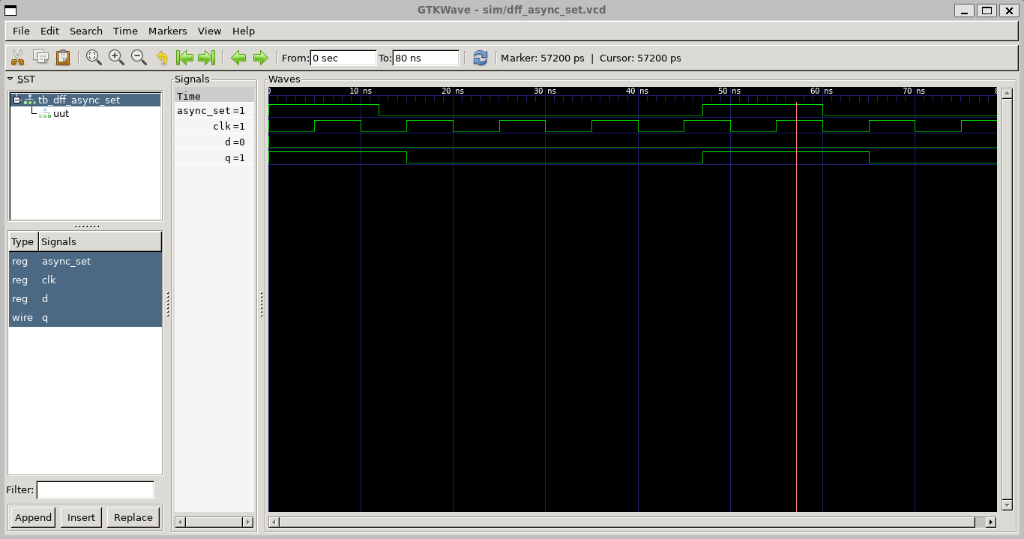 GTKWave - sim/dff_async_set.vcd
File Edit Search Time Markers View Help
From: 0 sec To: 80 ns Marker: 57200 ps | Cursor: 57200 ps
SST
tb_dff_async_set
uut
Type Signals
reg async_set
reg clk
reg d
wire q
Filter:
Append Insert Replace
Signals
Time
async_set=1
clk=1
d=0
q=1
Waves
0 10 ns 20 ns 30 ns 40 ns 50 ns 60 ns 70 ns